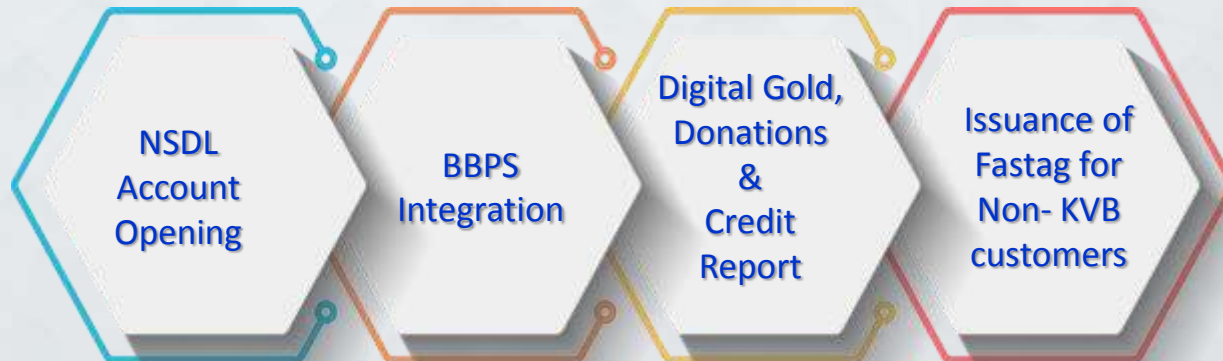 NSDL
Account
Opening
BBPS
Integration
Digital Gold,
Donations
&
Credit
Report
Issuance of
Fastag for
Non- KVB
customers